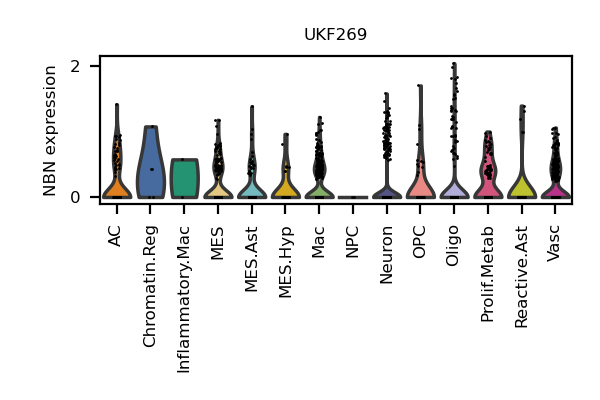 UKF269
NBN expression
2
0
AC
Chromatin.Reg
Inflammatory.Mac
MES
MES.Ast
MES.Hyp
Mac
NPC
Neuron
OPC
Oligo
Prolif.Metab
Reactive.Ast
Vasc